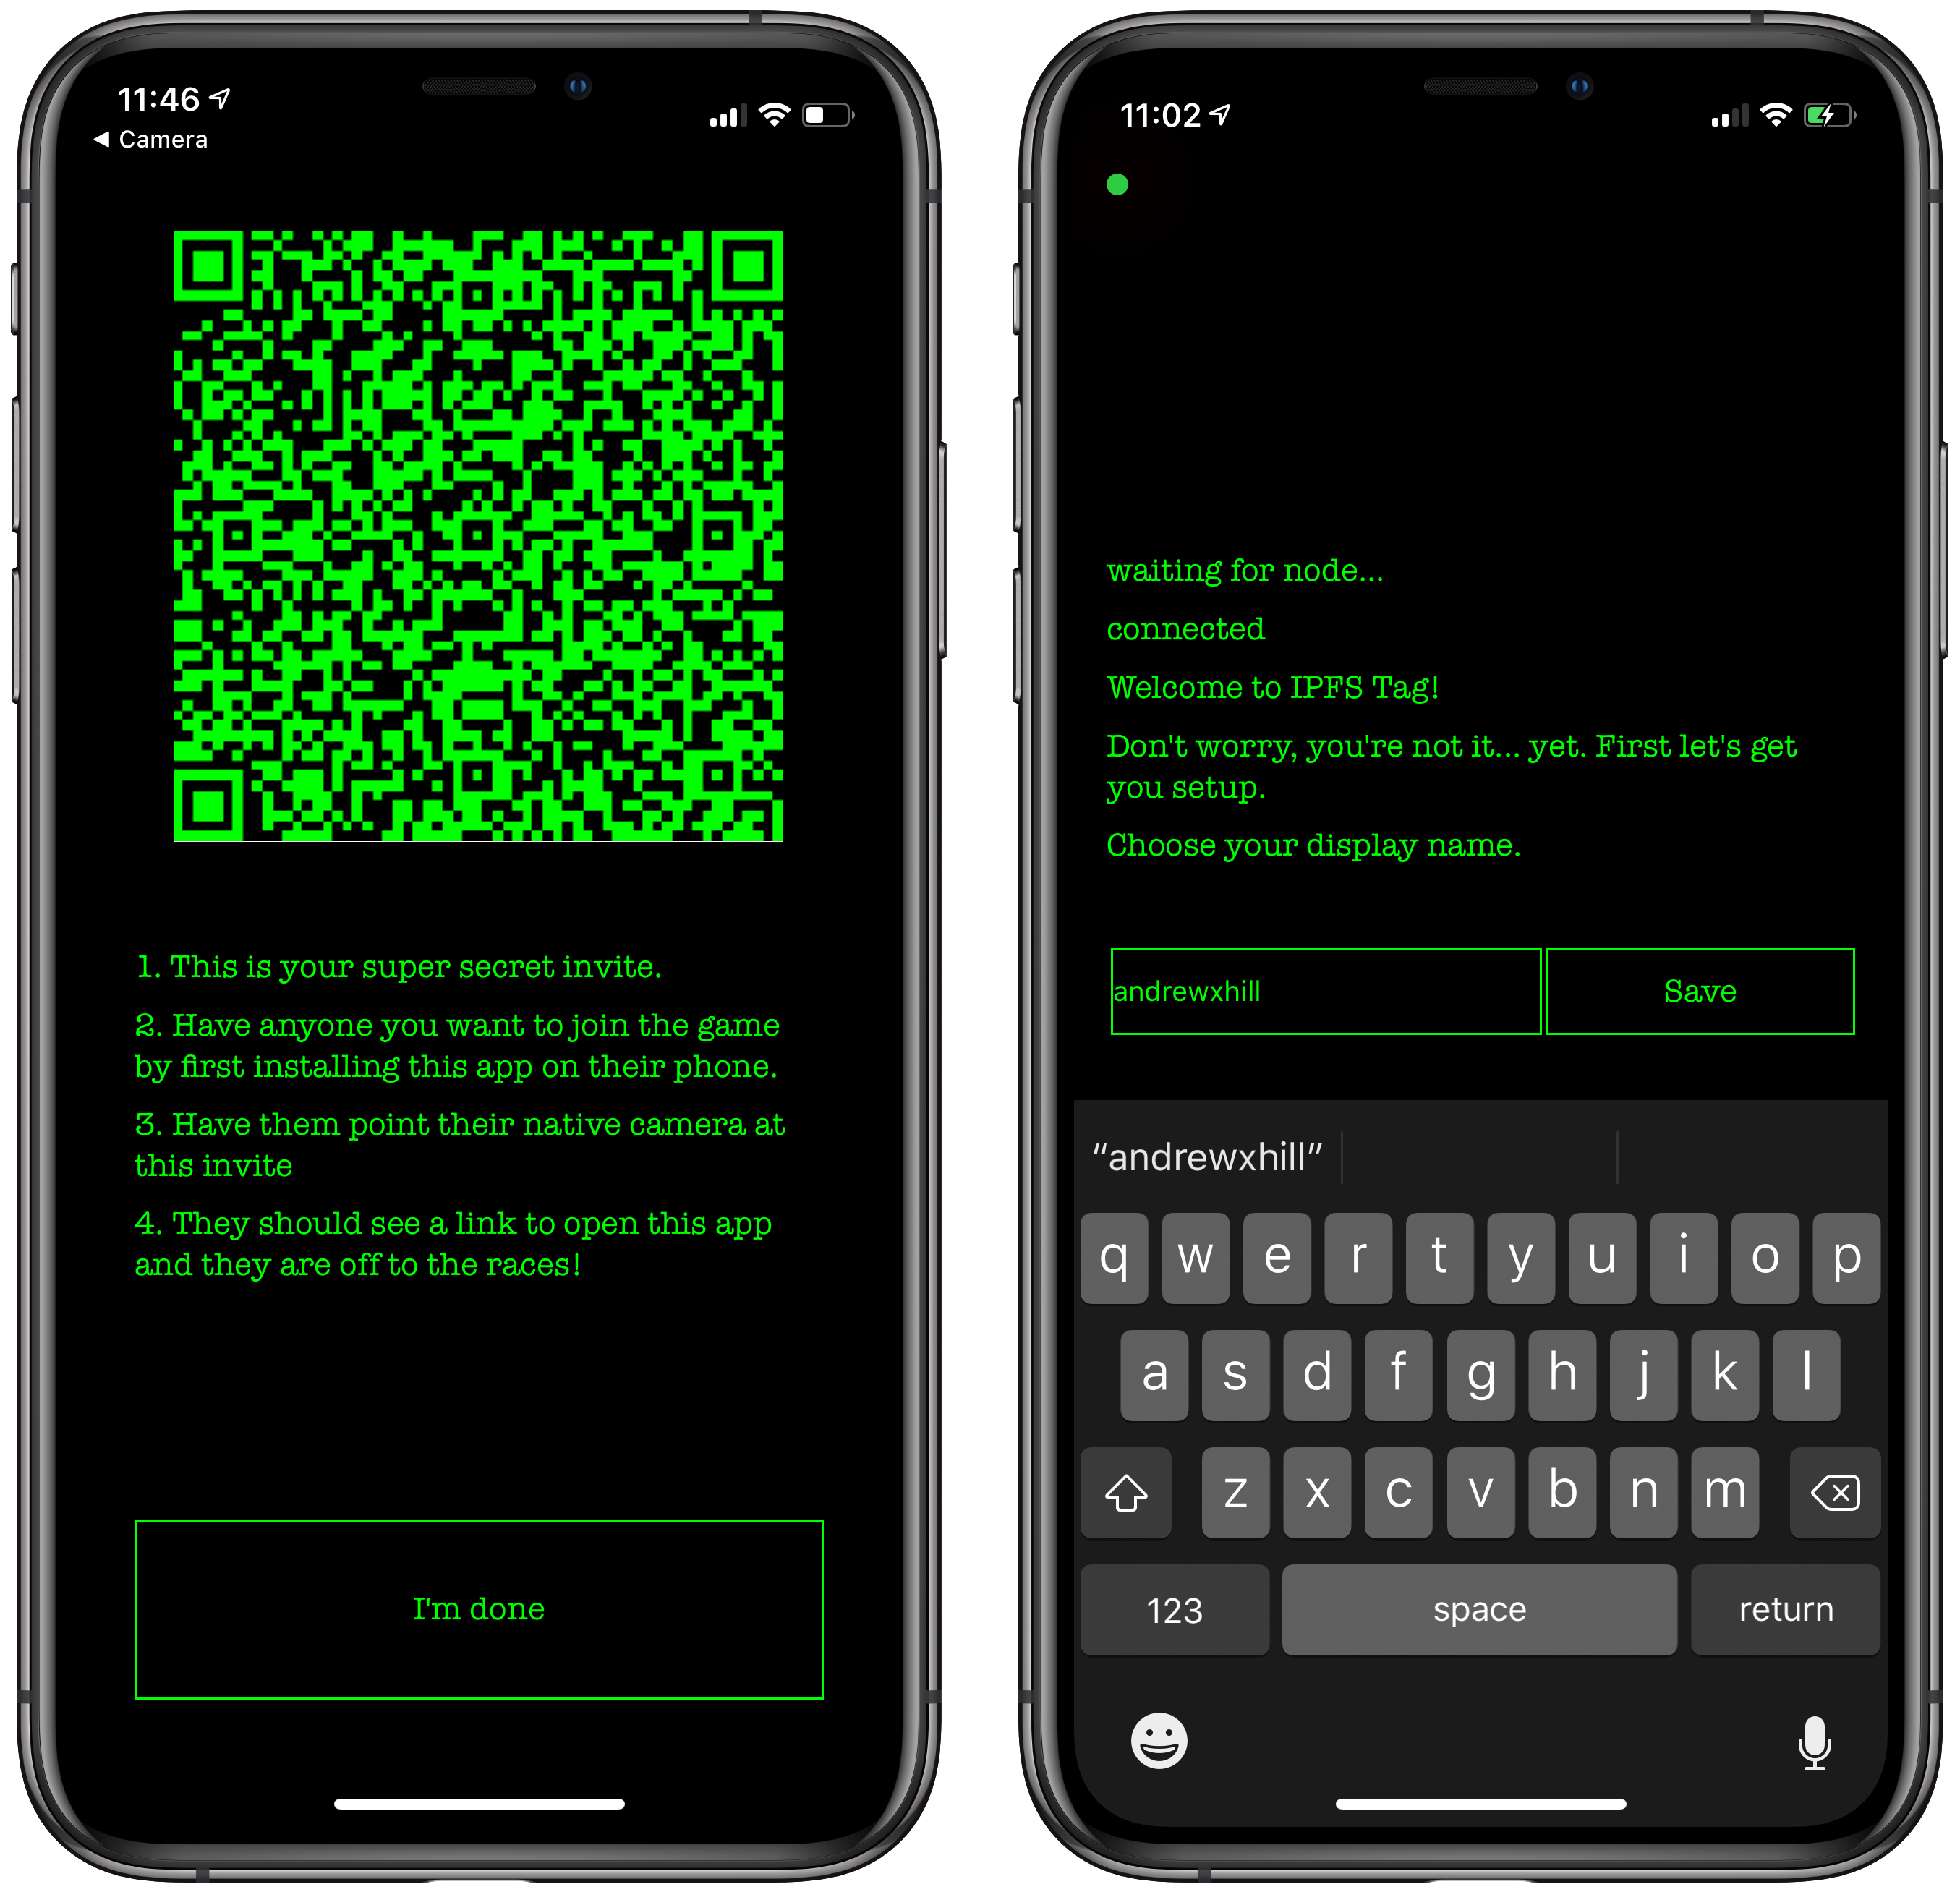 11:46
Camera
1. This is your super secret invite.
2. Have anyone you want to join the game
by first installing this app on their phone.
3. Have them point their native camera at
this invite
4. They should see a link to open this app
and they are off to the races!
I'm done
11:02
waiting for node...
connected
Welcome to IPFS Tag!
Don't worry, you're not it... yet. First let's get
you setup.
Choose your display name.
andrewxhill Save
“andrewxhill”
q w e r t y u i o p
a s d f g h j k l
z x c v b n m
123 space return